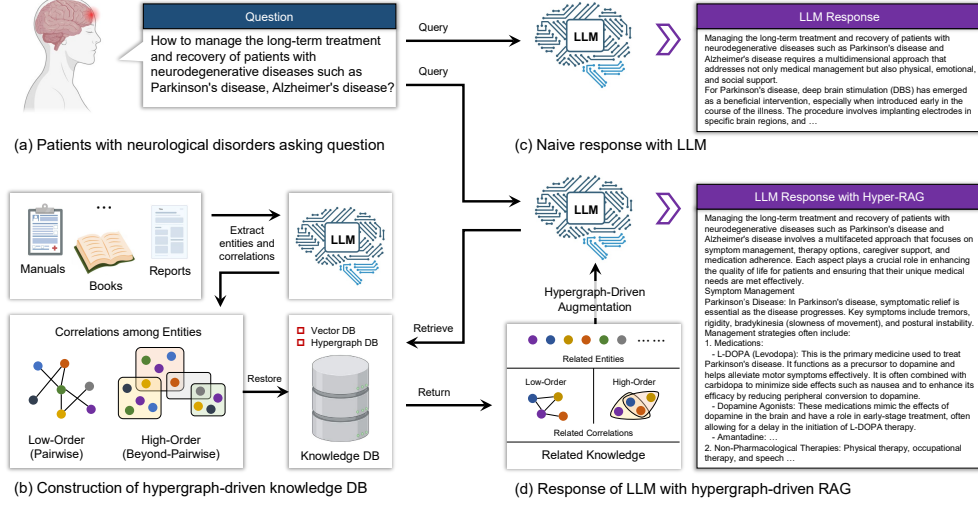 Question
How to manage the long-term treatment
and recovery of patients with
neurodegenerative diseases such as
Parkinson's disease, Alzheimer's disease?
(a) Patients with neurological disorders asking question
Query
Query
LLM
LLM Response
Managing the long-term treatment and recovery of patients with
neurodegenerative diseases such as Parkinson's disease and
Alzheimer's disease requires a multidimensional approach that
addresses not only medical management but also physical, emotional,
and social support.
For Parkinson's disease, deep brain stimulation (DBS) has emerged
as a beneficial intervention, especially when introduced early in the
course of the illness. The procedure involves implanting electrodes in
specific brain regions, and …
(c) Naive response with LLM
Manuals
…
Books
Reports
Extract
entities and
correlations
LLM
Correlations among Entities
Low-Order
(Pairwise)
High-Order
(Beyond-Pairwise)
Restore
Vector DB
Hypergraph DB
Knowledge DB
(b) Construction of hypergraph-driven knowledge DB
Retrieve
Return
LLM
Hypergraph-Driven
Augmentation
……
Related Entities
Low-Order
High-Order
Related Correlations
Related Knowledge
LLM Response with Hyper-RAG
Managing the long-term treatment and recovery of patients with
neurodegenerative diseases such as Parkinson's disease and
Alzheimer's disease involves a multifaceted approach that focuses on
symptom management, therapy options, caregiver support, and
medication adherence. Each aspect plays a crucial role in enhancing
the quality of life for patients and ensuring that their unique medical
needs are met effectively.
Symptom Management
Parkinson's Disease: In Parkinson's disease, symptomatic relief is
essential as the disease progresses. Key symptoms include tremors,
rigidity, bradykinesia (slowness of movement), and postural instability.
Management strategies often include:
1. Medications:
- L-DOPA (Levodopa): This is the primary medicine used to treat
Parkinson's disease. It functions as a precursor to dopamine and
helps alleviate motor symptoms effectively. It is often combined with
carbidopa to minimize side effects such as nausea and to enhance its
efficacy by reducing peripheral conversion to dopamine.
- Dopamine Agonists: These medications mimic the effects of
dopamine in the brain and have a role in early-stage treatment, often
allowing for a delay in the initiation of L-DOPA therapy.
- Amantadine: …
2. Non-Pharmacological Therapies: Physical therapy, occupational
therapy, and speech …
(d) Response of LLM with hypergraph-driven RAG